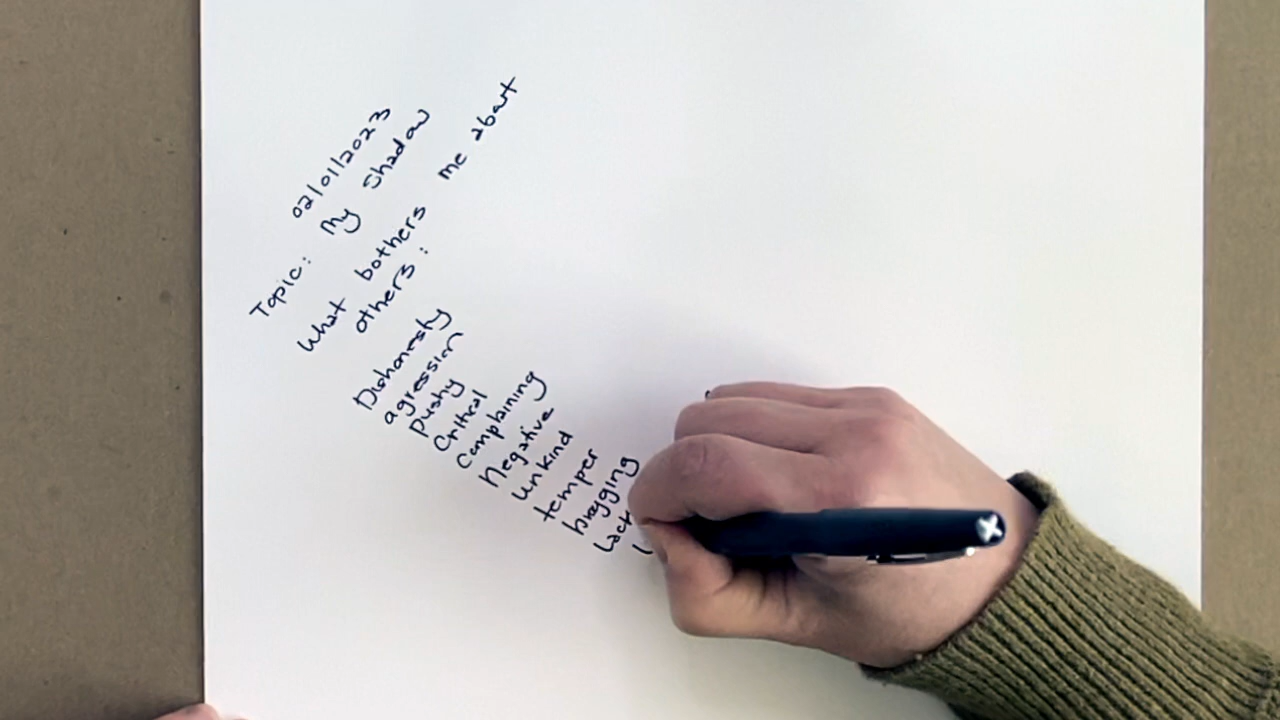 02/01/2023
Topic: My Shadow
What bothers me about
others:
Dishonesty
agression
Pushy
Critical
Complaining
Negative
Unkind
temper
bragging